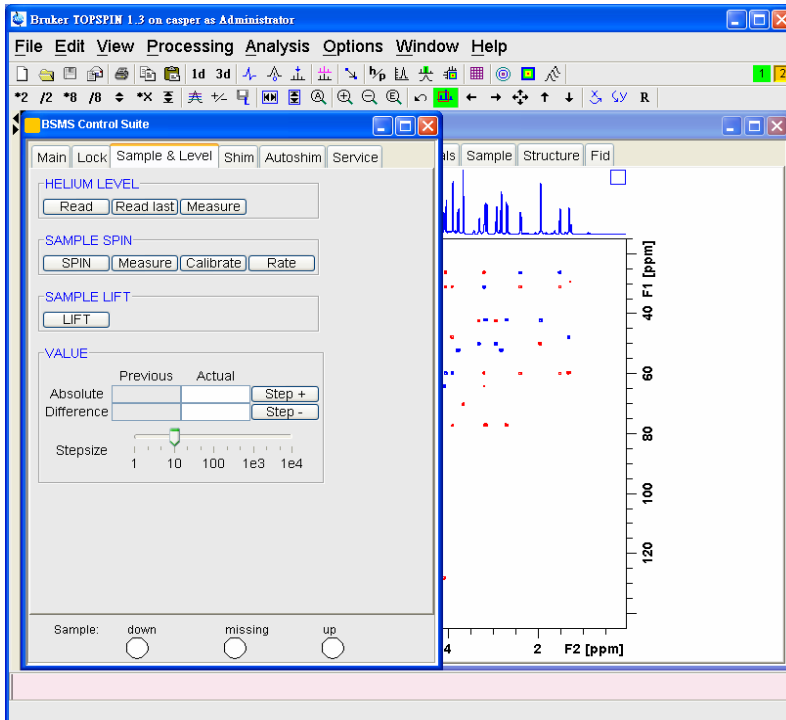 Bruker TOPSPIN 1.3 on casper as Administrator
File Edit View Processing Analysis Options Window Help
1d 3d h/p 1 2
*2 /2 *8 /8 *X R
BSMS Control Suite
Main Lock Sample & Level Shim Autoshim Service
als Sample Structure Fid
HELIUM LEVEL
Read Read last Measure
SAMPLE SPIN
SPIN Measure Calibrate Rate
SAMPLE LIFT
LIFT
VALUE
Previous Actual
Absolute Step +
Difference Step -
Stepsize
1 10 100 1e3 1e4
Sample: down missing up
F1 [ppm]
40
60
80
100
120
4 2 F2 [ppm]